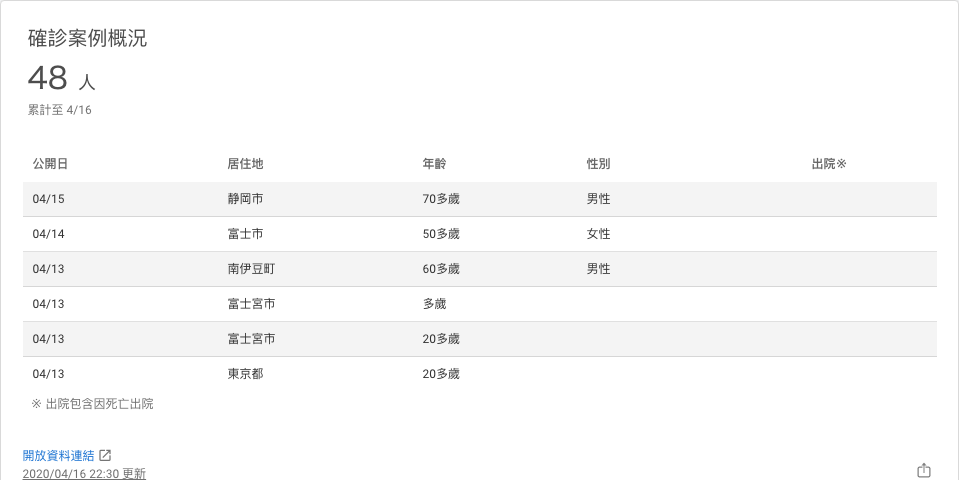 確診案例概況
48 人
累計至 4/16
公開日 居住地 年齡 性別 出院※
04/15 静岡市 70多歲 男性
04/14 富士市 50多歲 女性
04/13 南伊豆町 60多歲 男性
04/13 富士宮市 多歲
04/13 富士宮市 20多歲
04/13 東京都 20多歲
※ 出院包含因死亡出院
開放資料連結
2020/04/16 22:30 更新